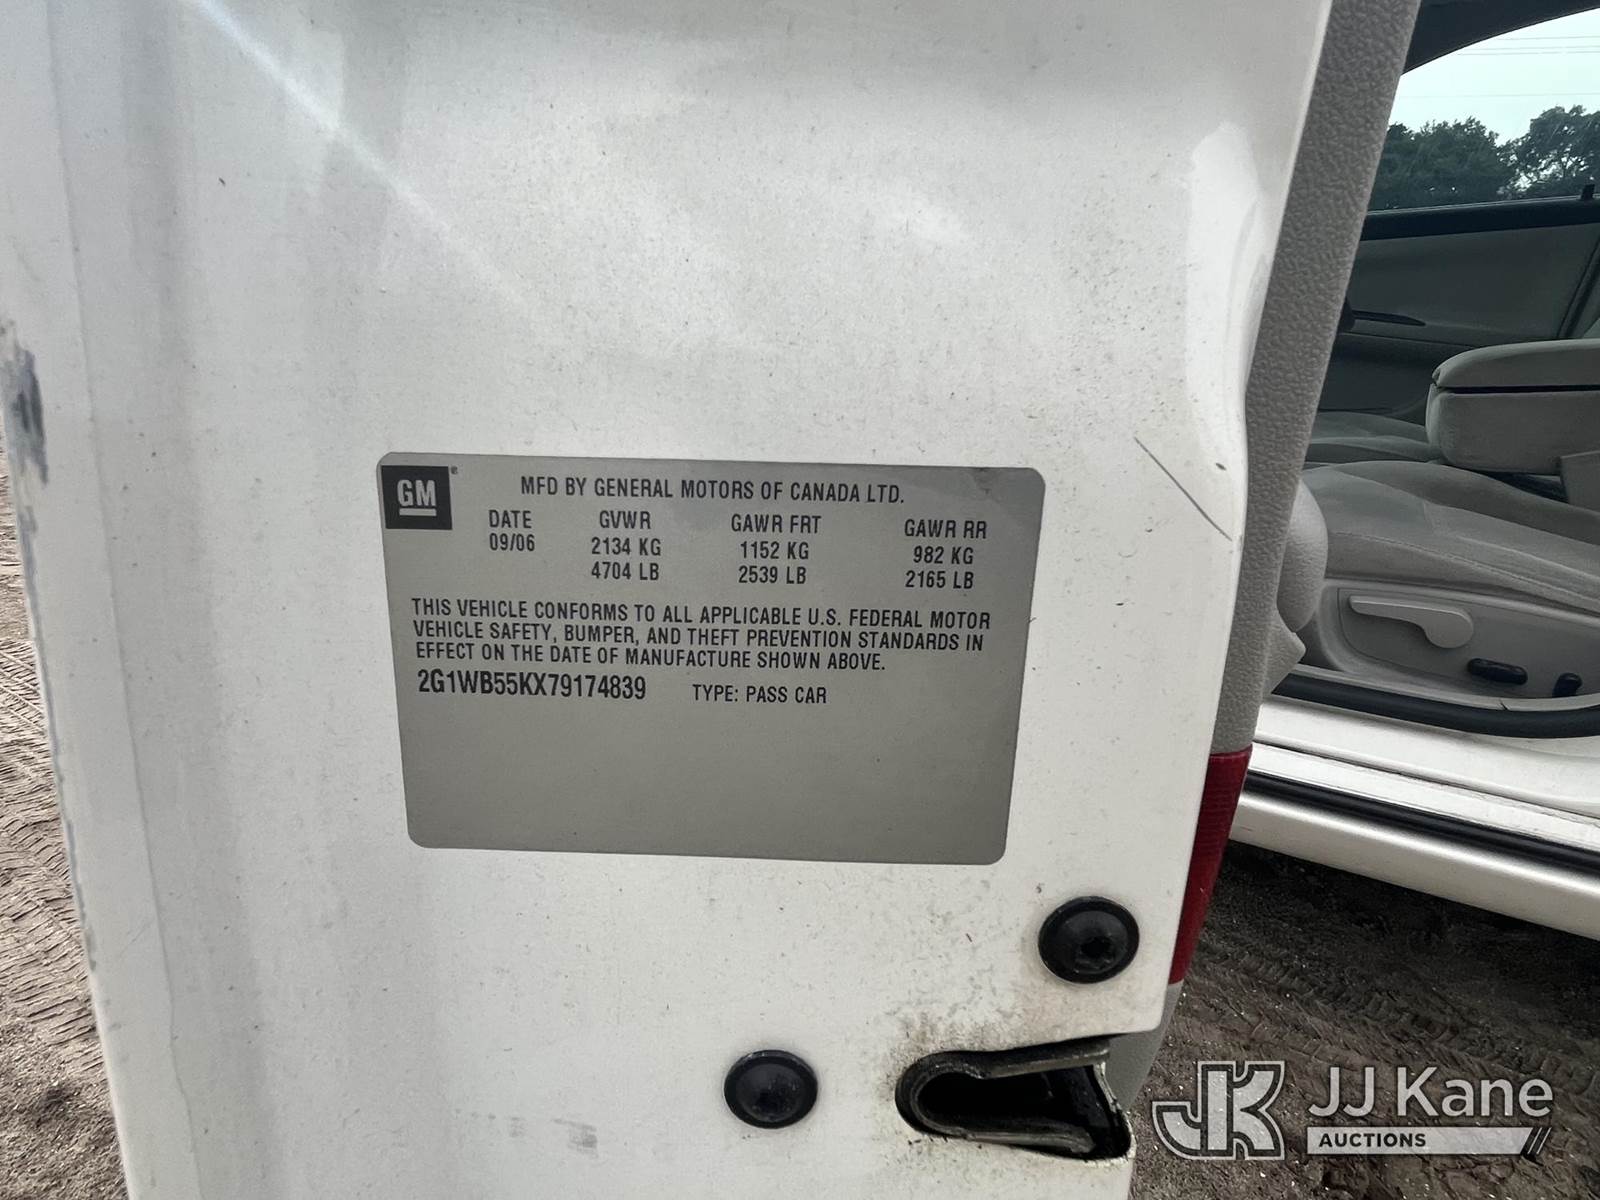 GM®
MFD BY GENERAL MOTORS OF CANADA LTD.
DATE GVWR GAWR FRT GAWR RR
09/06 2134 KG 1152 KG 982 KG
4704 LB 2539 LB 2165 LB
THIS VEHICLE CONFORMS TO ALL APPLICABLE U.S. FEDERAL MOTOR
VEHICLE SAFETY, BUMPER, AND THEFT PREVENTION STANDARDS IN
EFFECT ON THE DATE OF MANUFACTURE SHOWN ABOVE.
2G1WB55KX79174839 TYPE: PASS CAR
JK JJ Kane
AUCTIONS